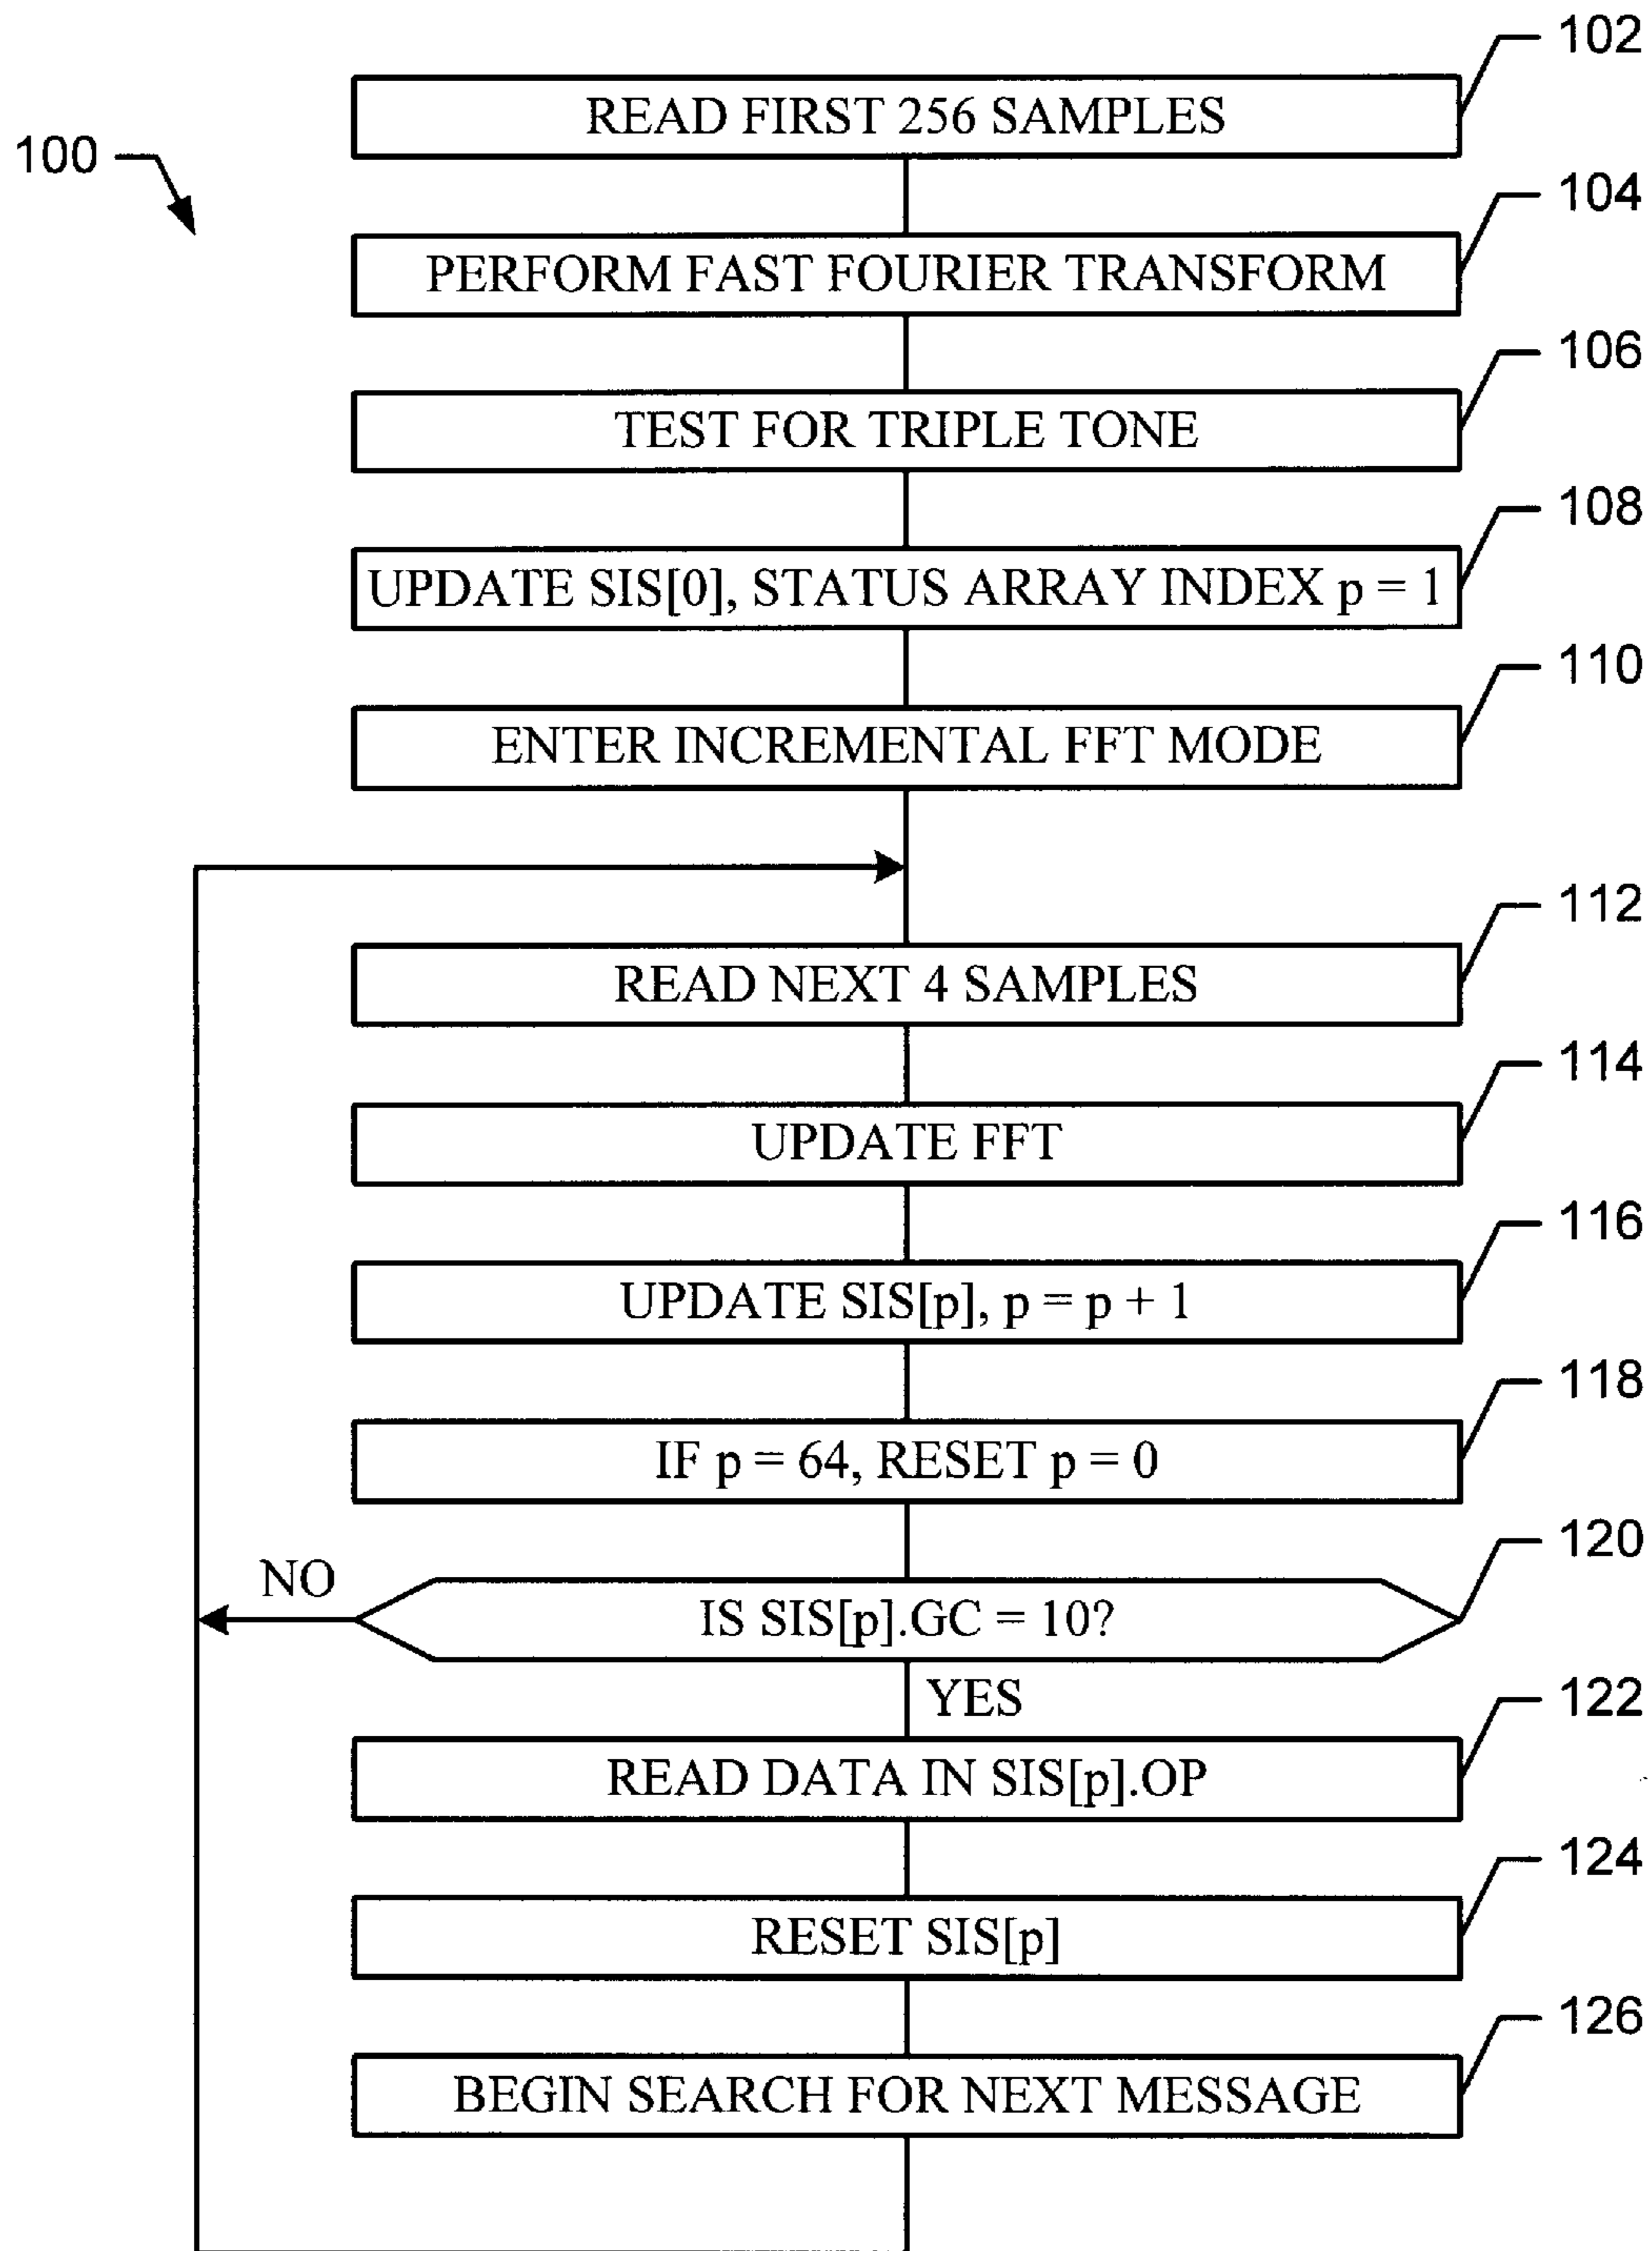 102
READ FIRST 256 SAMPLES
100
104
PERFORM FAST FOURIER TRANSFORM
106
TEST FOR TRIPLE TONE
108
UPDATE SIS[0], STATUS ARRAY INDEX p = 1
110
ENTER INCREMENTAL FFT MODE
112
READ NEXT 4 SAMPLES
114
UPDATE FFT
116
UPDATE SIS[p], p = p + 1
118
IF p = 64, RESET p = 0
120
NO
IS SIS[p].GC = 10?
YES
122
READ DATA IN SIS[p].OP
124
RESET SIS[p]
126
BEGIN SEARCH FOR NEXT MESSAGE